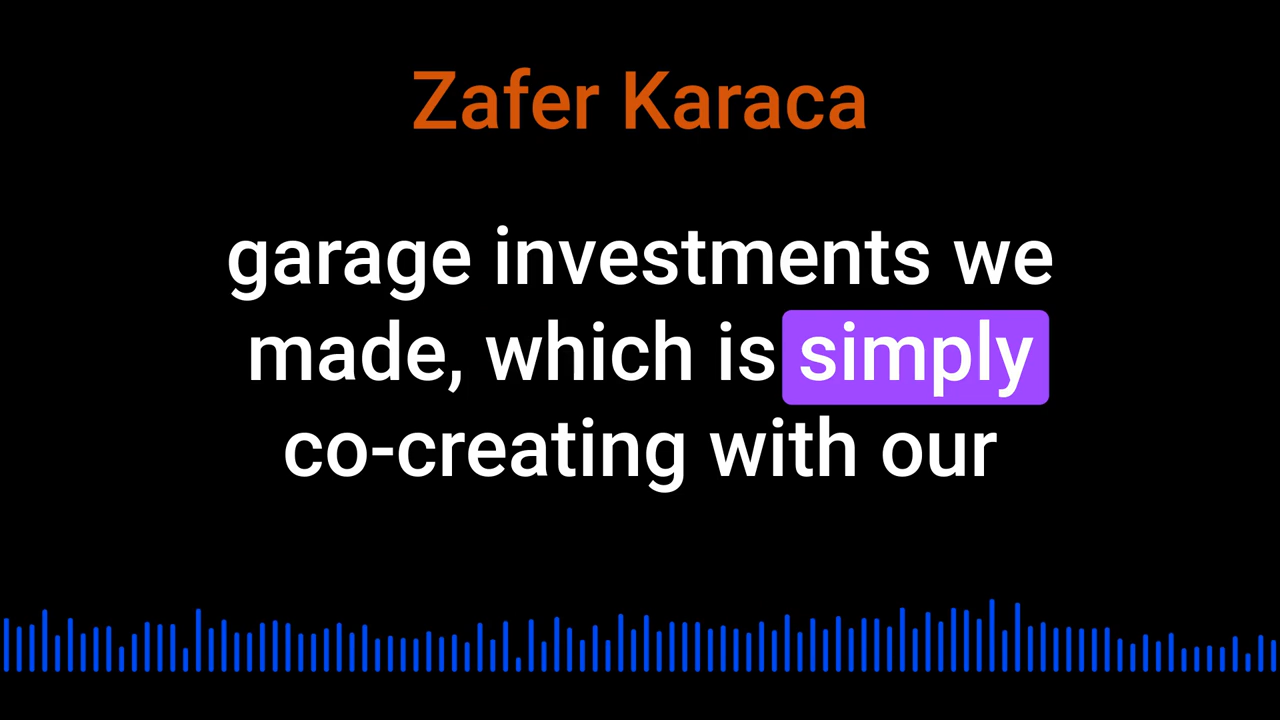 Zafer Karaca
garage investments we
made, which is simply
co-creating with our